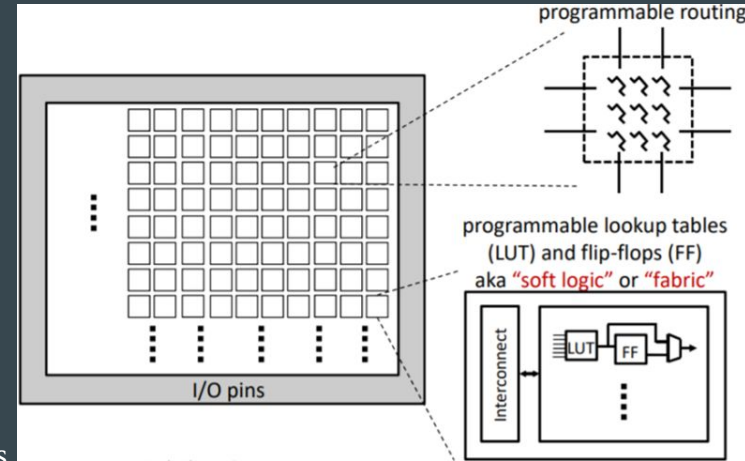 programmable routing
programmable lookup tables
(LUT) and flip-flops (FF)
aka “soft logic” or “fabric”
Interconnect
LUT
FF
I/O pins
s